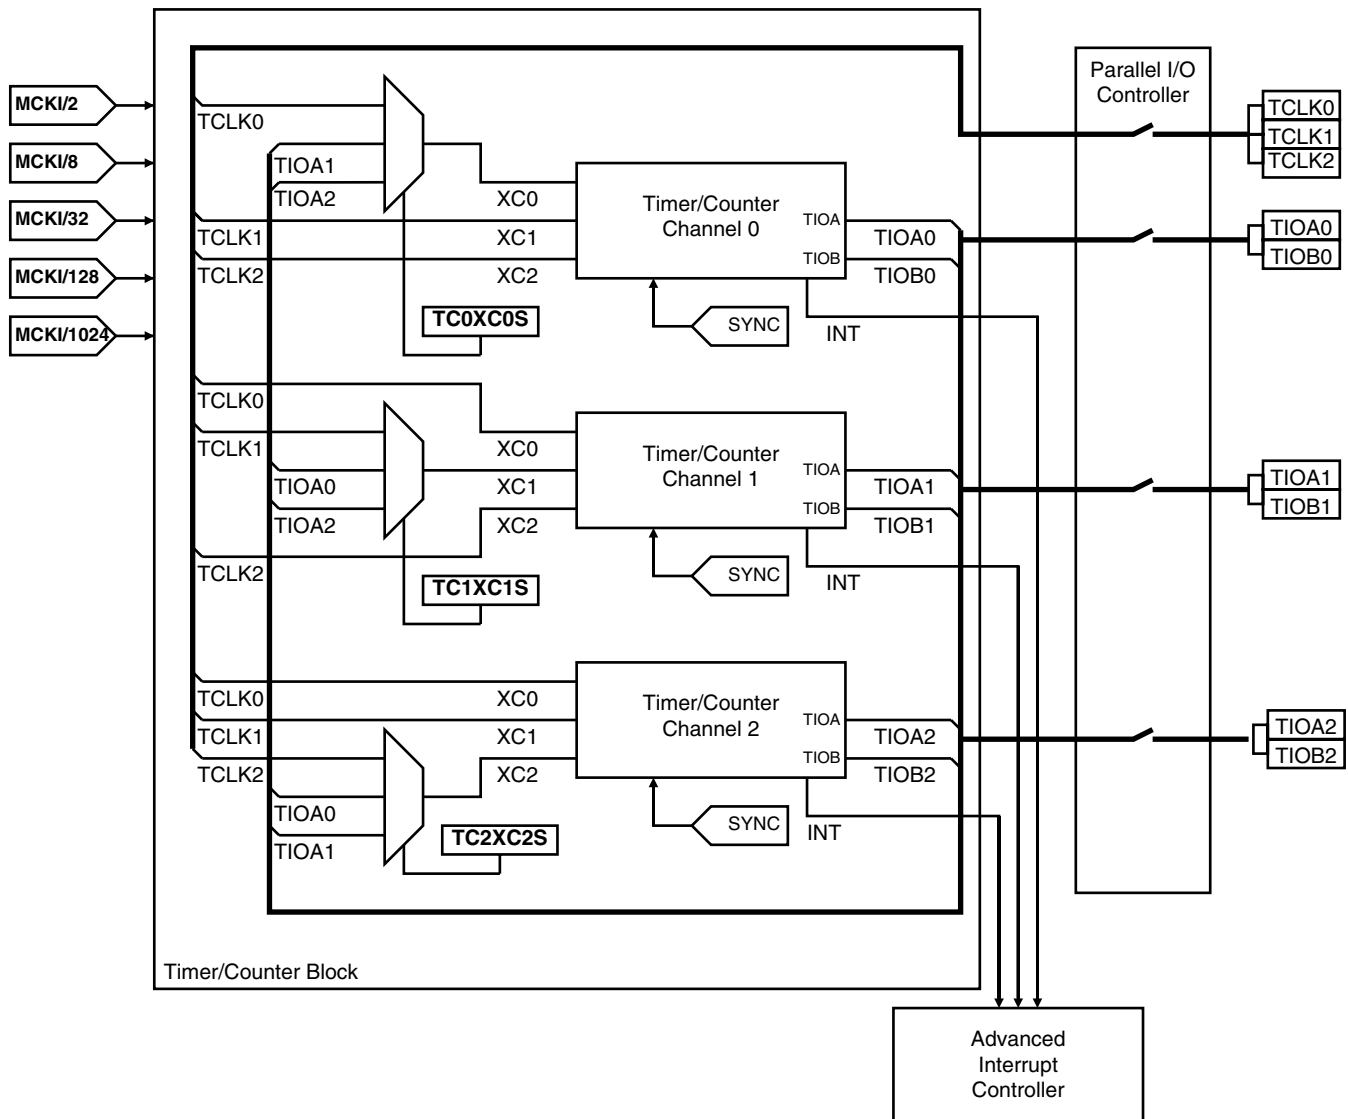 MCKI/2
MCKI/8
MCKI/32
MCKI/128
MCKI/1024
TCLK0
TIOA1
TIOA2
TCLK1
TCLK2
XC0
XC1
XC2
Timer/Counter
Channel 0
TIOA
TIOB
TIOA0
TIOB0
TC0XC0S
SYNC
INT
TCLK0
TCLK1
TIOA0
TIOA2
TCLK2
XC0
XC1
XC2
Timer/Counter
Channel 1
TIOA
TIOB
TIOA1
TIOB1
TC1XC1S
SYNC
INT
TCLK0
TCLK1
TCLK2
TIOA0
TIOA1
XC0
XC1
XC2
Timer/Counter
Channel 2
TIOA
TIOB
TIOA2
TIOB2
TC2XC2S
SYNC
INT
Timer/Counter Block
Parallel I/O
Controller
TCLK0
TCLK1
TCLK2
TIOA0
TIOB0
TIOA1
TIOB1
TIOA2
TIOB2
Advanced
Interrupt
Controller